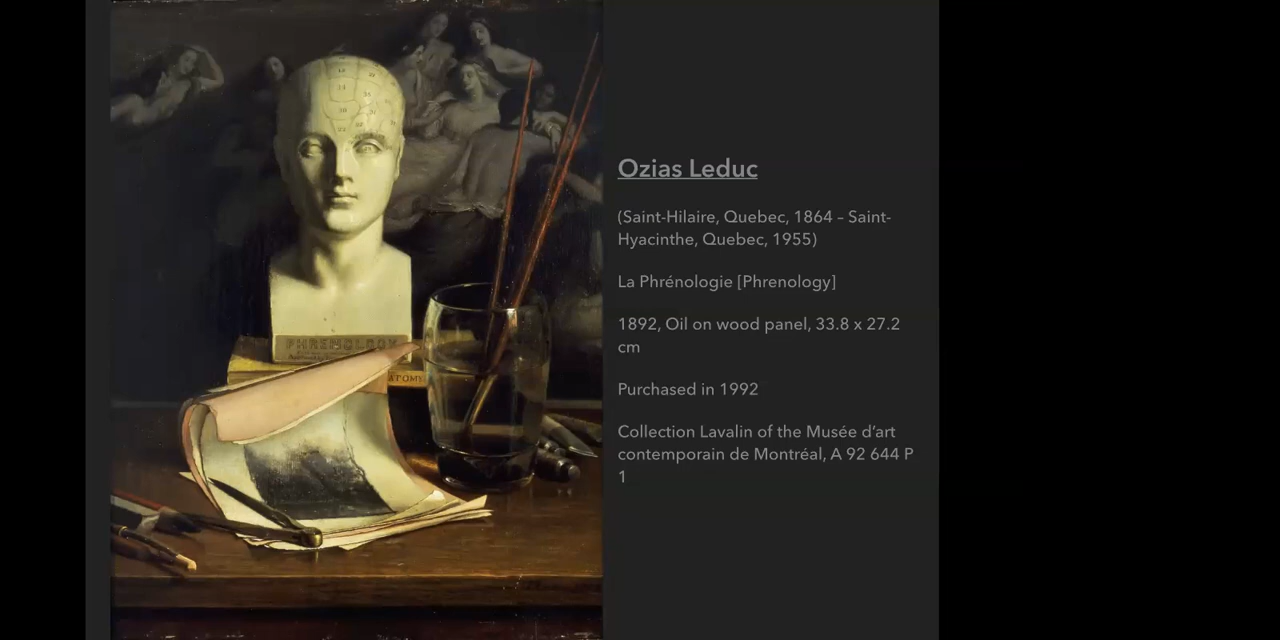 PHRENOLOGY
ATOMY
Ozias Leduc
(Saint-Hilaire, Quebec, 1864 – Saint-
Hyacinthe, Quebec, 1955)
La Phrénologie [Phrenology]
1892, Oil on wood panel, 33.8 x 27.2
cm
Purchased in 1992
Collection Lavalin of the Musée d’art
contemporain de Montréal, A 92 644 P
1